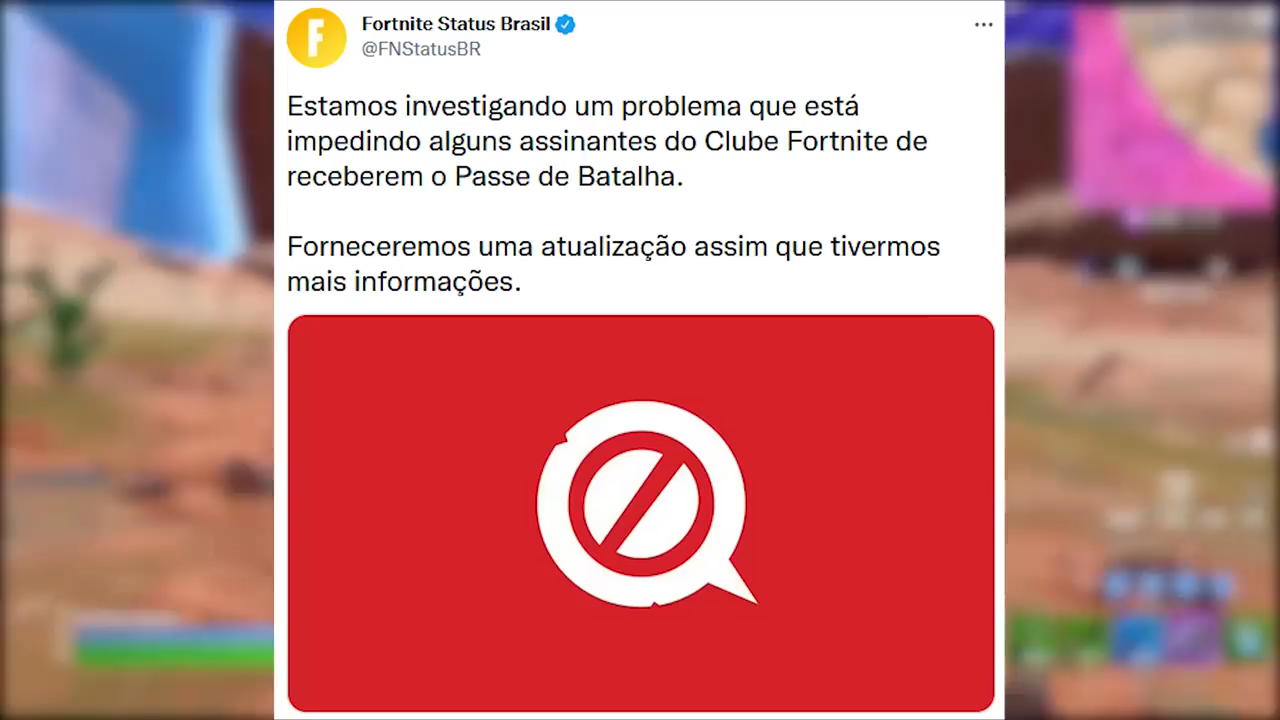 Fortnite Status Brasil
@FNStatusBR
Estamos investigando um problema que está
impedindo alguns assinantes do Clube Fortnite de
receberem o Passe de Batalha.
Forneceremos uma atualização assim que tivermos
mais informações.